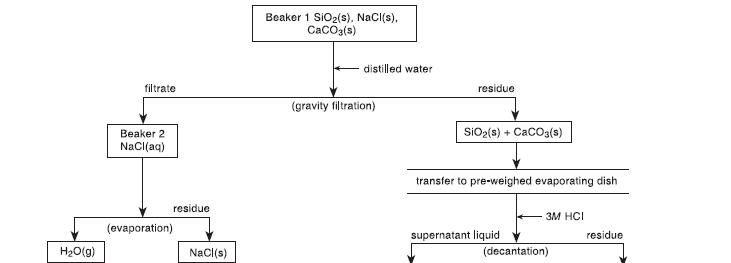 Beaker 1 SiO₂(s), NaCl(s),
CaCO₃(s)
distilled water
filtrate
residue
(gravity filtration)
Beaker 2
NaCl(aq)
SiO₂(s) + CaCO₃(s)
transfer to pre-weighed evaporating dish
residue
(evaporation)
3M HCl
supernatant liquid
residue
(decantation)
H₂O(g)
NaCl(s)